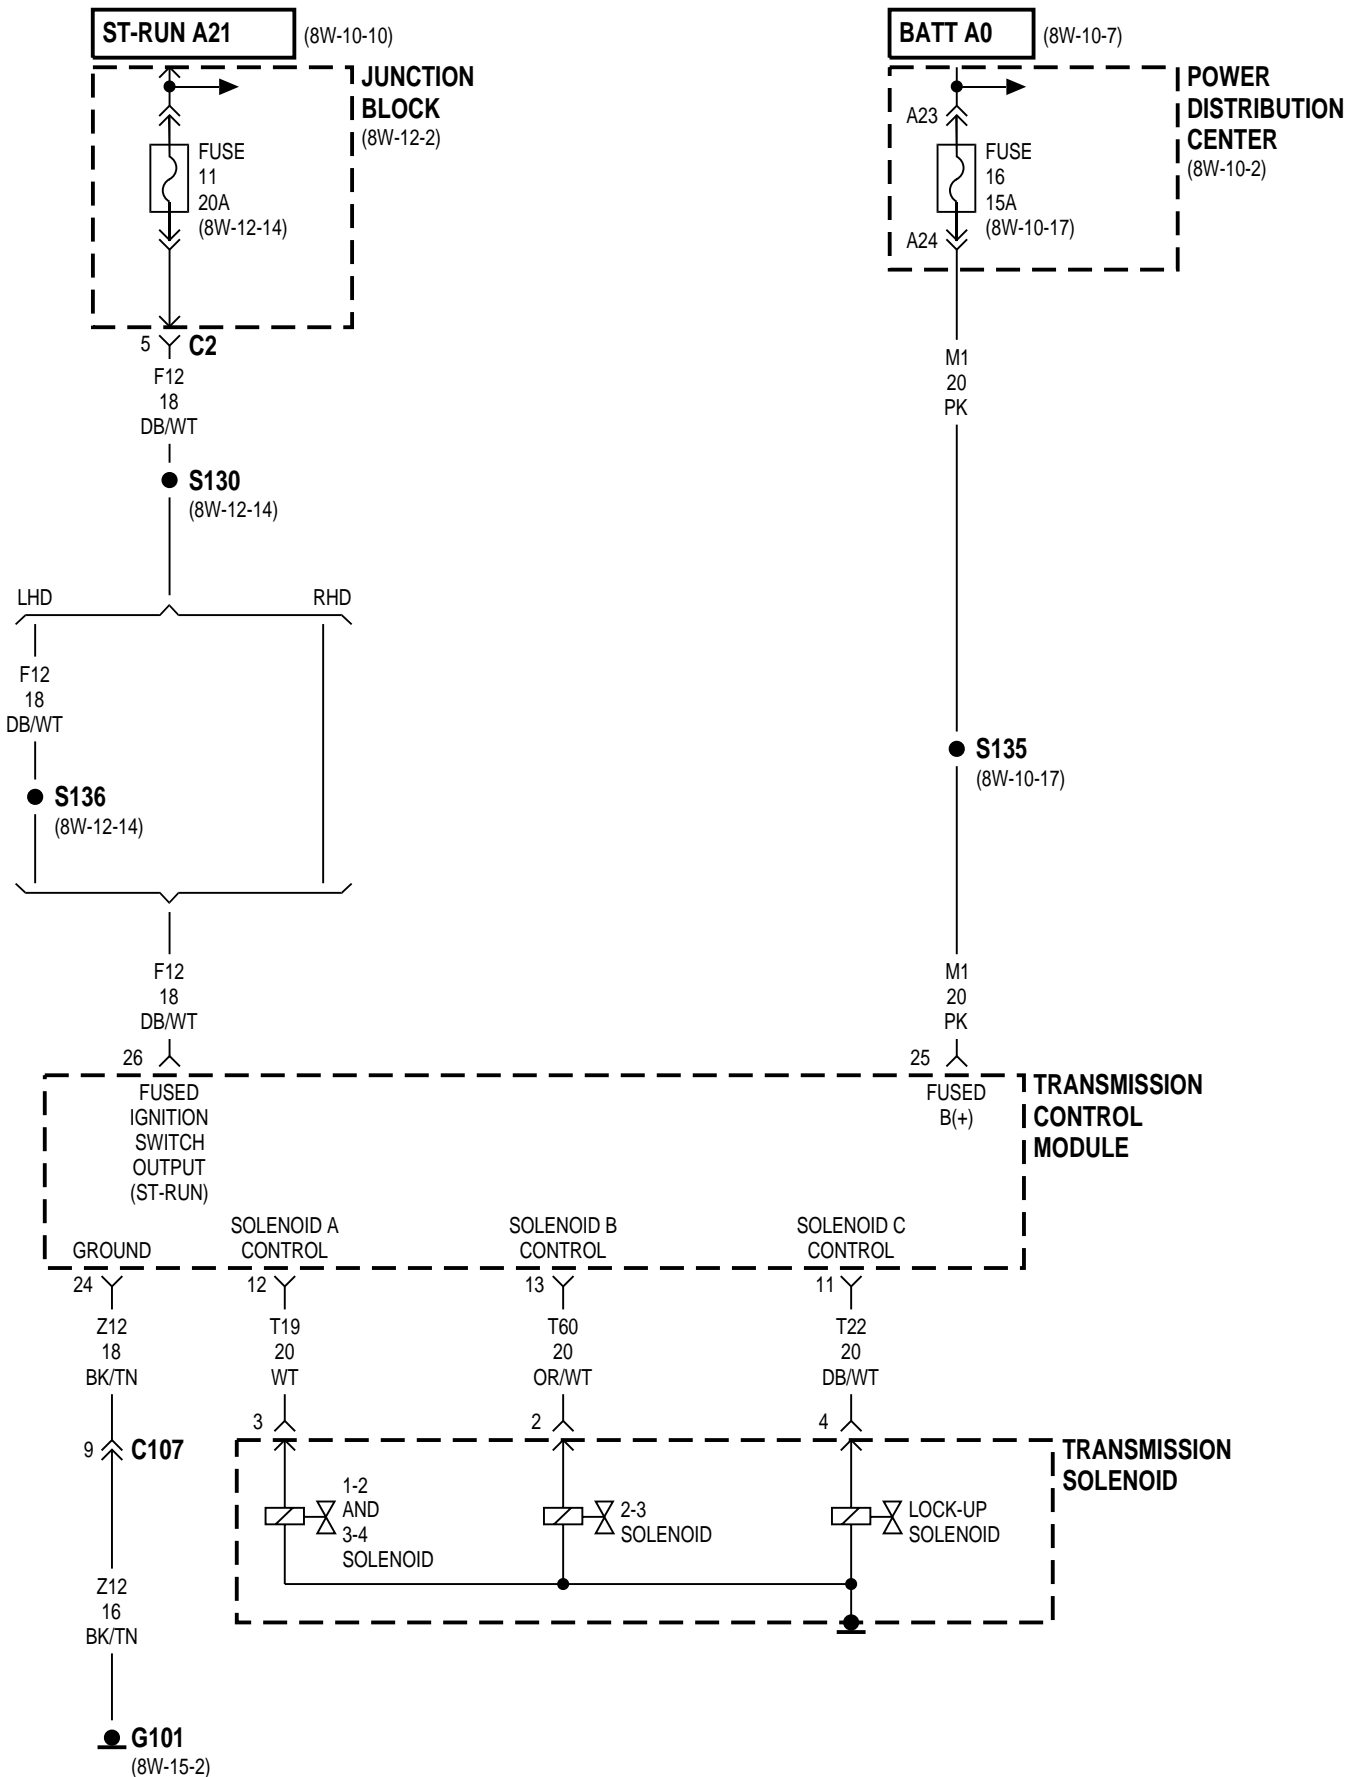 ST-RUN A21 (8W-10-10)
BATT A0 (8W-10-7)
JUNCTION
BLOCK
(8W-12-2)
FUSE
11
20A
(8W-12-14)
POWER
DISTRIBUTION
CENTER
(8W-10-2)
A23
FUSE
16
15A
(8W-10-17)
A24
5 C2
F12
18
DB/WT
M1
20
PK
S130
(8W-12-14)
LHD
RHD
F12
18
DB/WT
S136
(8W-12-14)
S135
(8W-10-17)
F12
18
DB/WT
M1
20
PK
26
25
FUSED
IGNITION
SWITCH
OUTPUT
(ST-RUN)
FUSED
B(+)
TRANSMISSION
CONTROL
MODULE
GROUND
SOLENOID A
CONTROL
SOLENOID B
CONTROL
SOLENOID C
CONTROL
24
12
13
11
Z12
18
BK/TN
T19
20
WT
T60
20
OR/WT
T22
20
DB/WT
3
2
4
9 C107
TRANSMISSION
SOLENOID
1-2
AND
3-4
SOLENOID
2-3
SOLENOID
LOCK-UP
SOLENOID
Z12
16
BK/TN
G101
(8W-15-2)